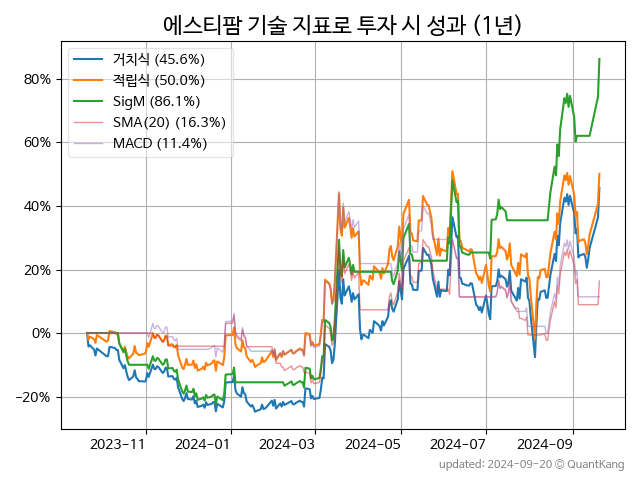 에스티팜 기술 지표로 투자 시 성과 (1년)
거치식 (45.6%)
적립식 (50.0%)
SigM (86.1%)
SMA(20) (16.3%)
MACD (11.4%)
80%
60%
40%
20%
0%
−20%
2023-11
2024-01
2024-03
2024-05
2024-07
2024-09
updated: 2024-09-20 © QuantKang